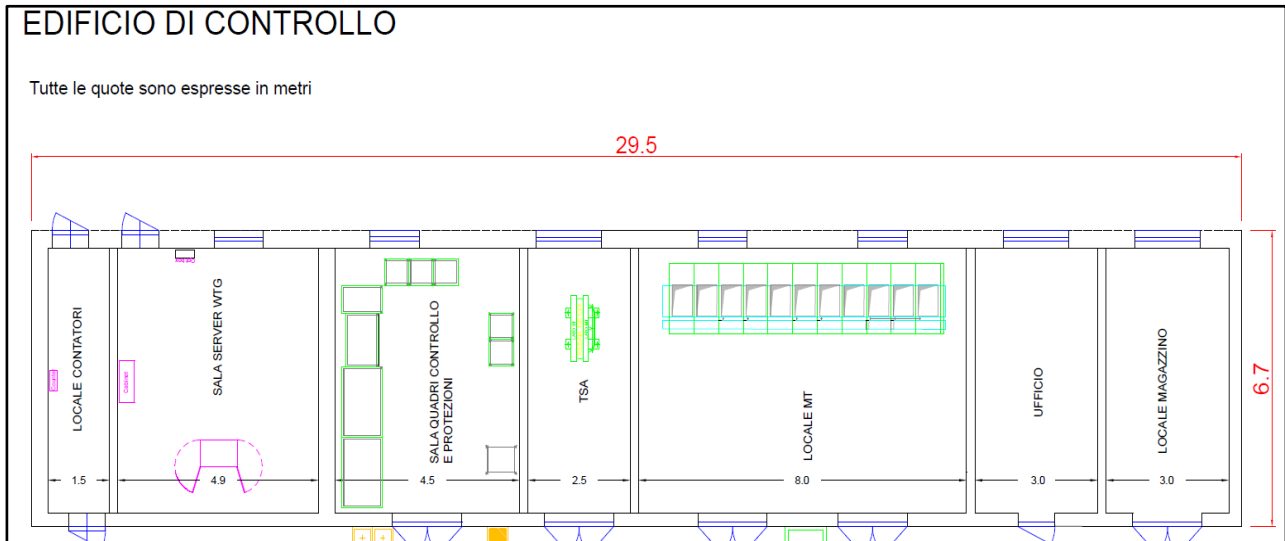 EDIFICIO DI CONTROLLO
Tutte le quote sono espresse in metri
29.5
6.7
LOCALE CONTATORI
SALA SERVER WTG
SALA QUADRI CONTROLLO
E PROTEZIONI
TSA
LOCALE MT
UFFICIO
LOCALE MAGAZZINO
Cabinet
1.5
4.9
4.5
2.5
8.0
3.0
3.0